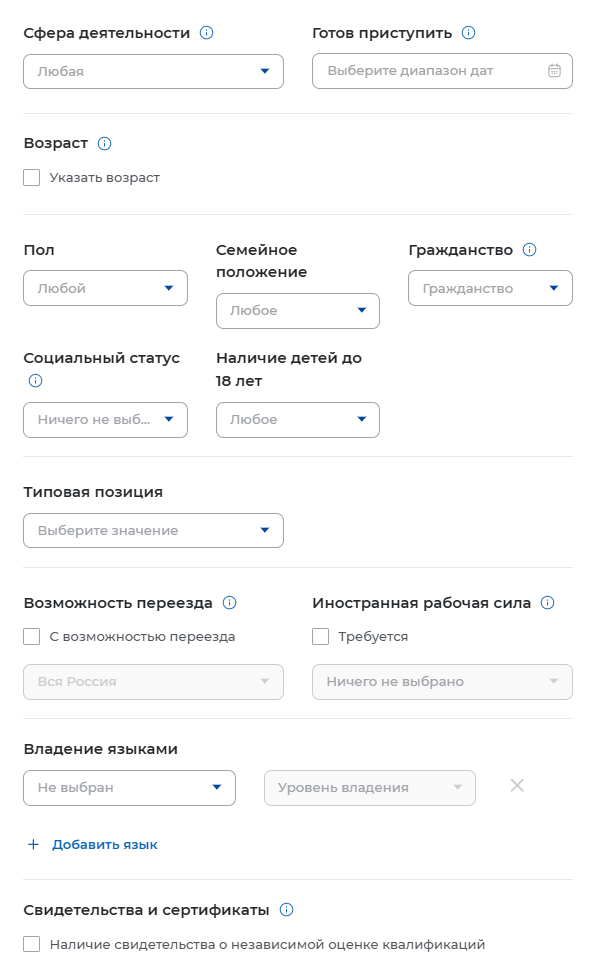 Сфера деятельности
Готов приступить
Любая
Выберите диапазон дат
Возраст
Указать возраст
Пол
Семейное
положение
Гражданство
Любой
Любое
Гражданство
Социальный статус
Наличие детей до
18 лет
Ничего не выб...
Любое
Типовая позиция
Выберите значение
Возможность переезда
Иностранная рабочая сила
С возможностью переезда
Требуется
Вся Россия
Ничего не выбрано
Владение языками
Не выбран
Уровень владения
+ Добавить язык
Свидетельства и сертификаты
Наличие свидетельства о независимой оценке квалификаций